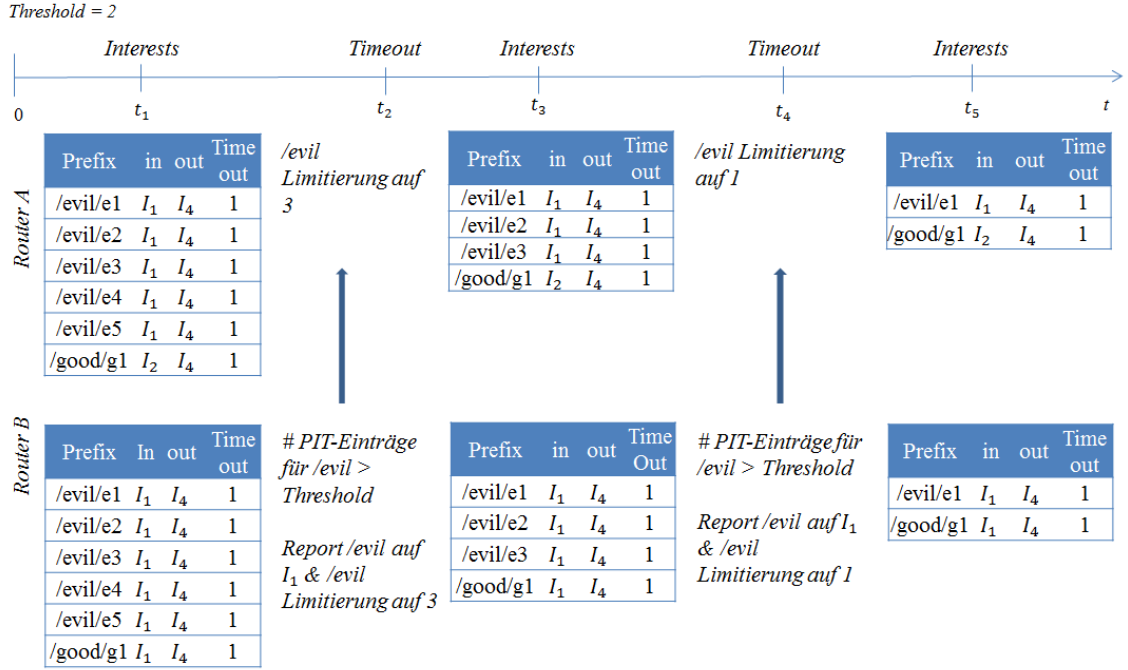 Threshold = 2
Interests Timeout Interests Timeout Interests
0 t₁ t₂ t₃ t₄ t₅ t
Router A
Prefix in out Time out
/evil/e1 I₁ I₄ 1
/evil/e2 I₁ I₄ 1
/evil/e3 I₁ I₄ 1
/evil/e4 I₁ I₄ 1
/evil/e5 I₁ I₄ 1
/good/g1 I₂ I₄ 1
/evil
Limitierung auf
3
Prefix in out Time out
/evil/e1 I₁ I₄ 1
/evil/e2 I₁ I₄ 1
/evil/e3 I₁ I₄ 1
/good/g1 I₂ I₄ 1
/evil Limitierung
auf 1
Prefix in out Time out
/evil/e1 I₁ I₄ 1
/good/g1 I₂ I₄ 1
Router B
Prefix In out Time out
/evil/e1 I₁ I₄ 1
/evil/e2 I₁ I₄ 1
/evil/e3 I₁ I₄ 1
/evil/e4 I₁ I₄ 1
/evil/e5 I₁ I₄ 1
/good/g1 I₁ I₄ 1
# PIT-Einträge
für /evil >
Threshold
Report /evil auf
I₁ & /evil
Limitierung auf 3
Prefix in out Time Out
/evil/e1 I₁ I₄ 1
/evil/e2 I₁ I₄ 1
/evil/e3 I₁ I₄ 1
/good/g1 I₁ I₄ 1
# PIT-Einträge für
/evil > Threshold
Report /evil auf I₁
& /evil
Limitierung auf 1
Prefix in out Time out
/evil/e1 I₁ I₄ 1
/good/g1 I₁ I₄ 1